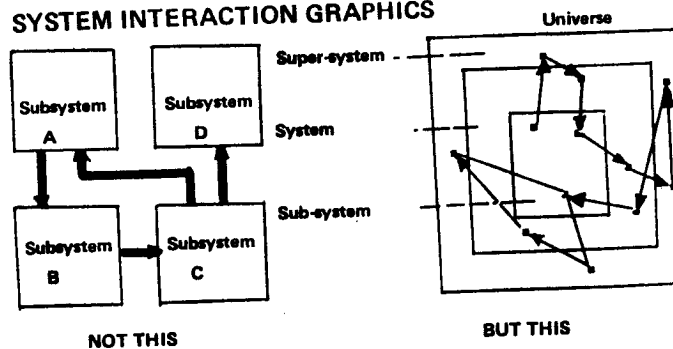 SYSTEM INTERACTION GRAPHICS
Universe
Super-system
Subsystem
A
Subsystem
D
System
Sub-system
Subsystem
B
Subsystem
C
NOT THIS
BUT THIS